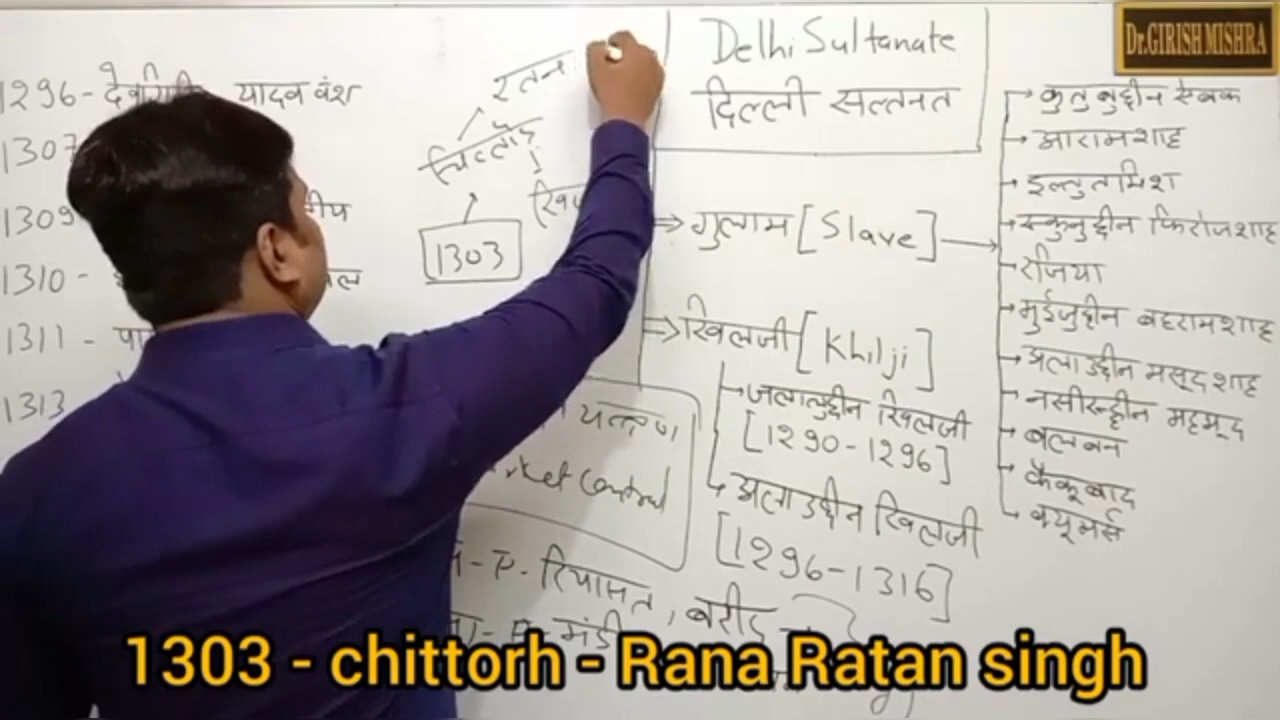 Dr.GIRISH MISHRA
Delhi Sultanate
दिल्ली सल्तनत
1296- देवगिरी यादव वंश
1307
1309
1310 -
1311 - पा
1313
रतन
चित्तौड़
1303
गुलाम [Slave]
कुतुबुद्दीन ऐबक
आरामशाह
इल्तुतमिश
रुकुनुद्दीन फिरोजशाह
रजिया
मुईजुद्दीन बहरामशाह
अलाउद्दीन मसूदशाह
नसीरुद्दीन महमूद
बलबन
कैकूबाद
क्यूमर्स
खिलजी [Khilji]
जलालुद्दीन खिलजी
[1290-1296]
अलाउद्दीन खिलजी
[1296-1316]
Control
रियासत, बरीद
मंडी
1303 - chittorh - Rana Ratan singh